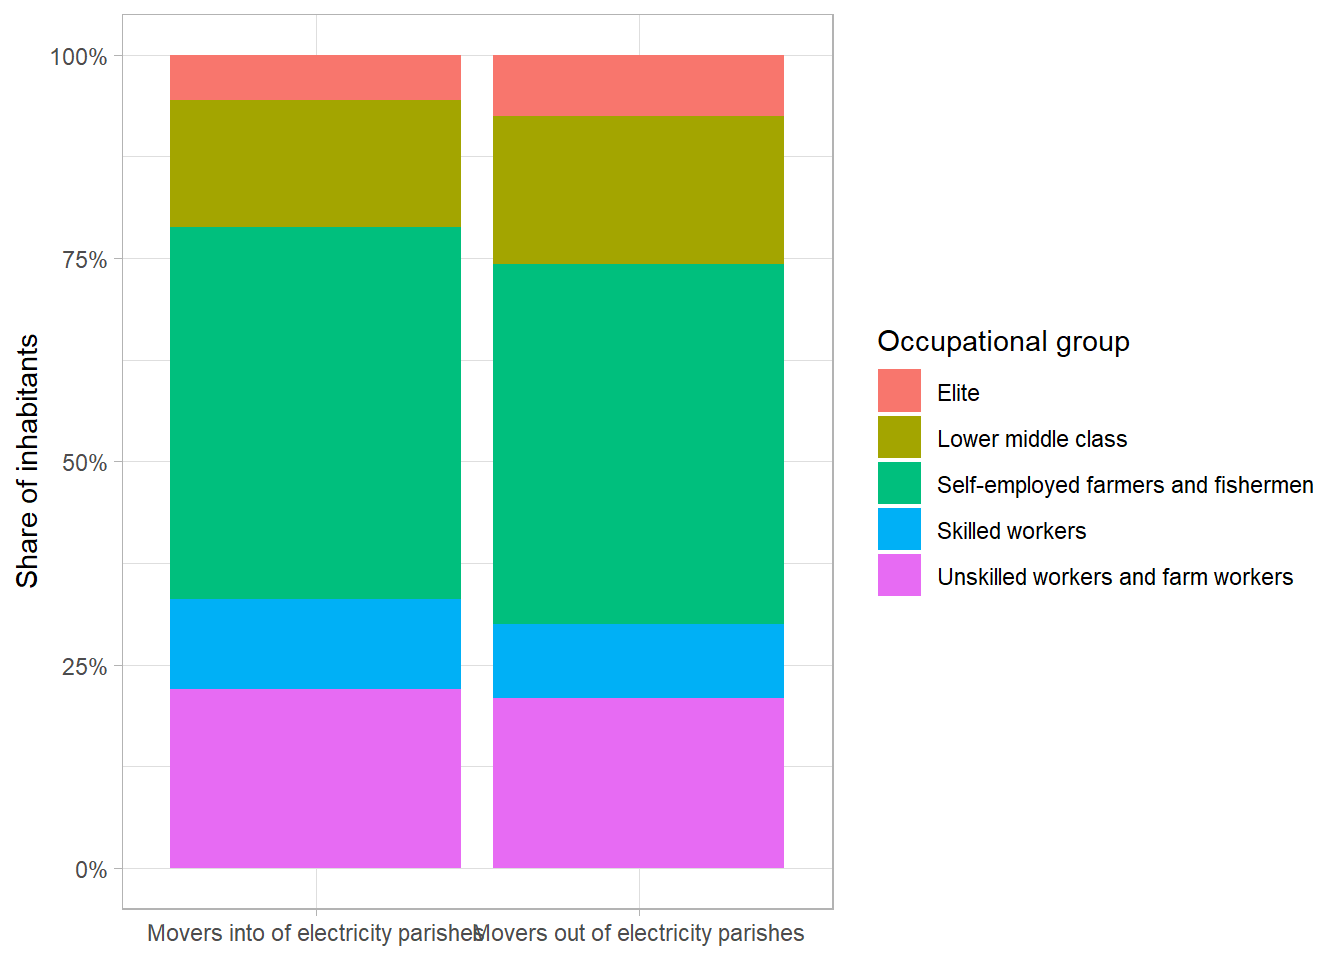 100%
75%
50%
25%
0%
Share of inhabitants
Movers into of electricity parishes
Movers out of electricity parishes
Occupational group
Elite
Lower middle class
Self-employed farmers and fishermen
Skilled workers
Unskilled workers and farm workers